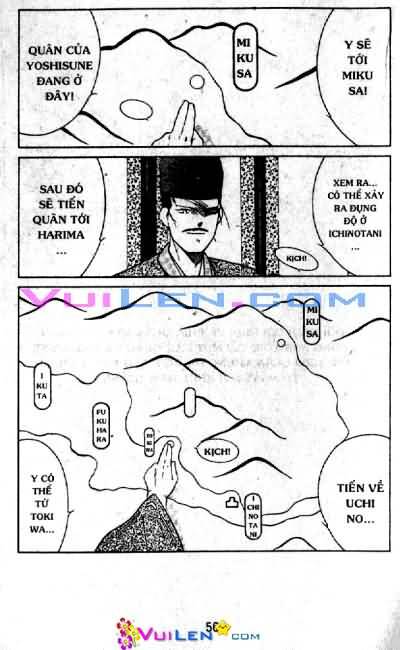 Y SẼ
TỚI
MIKU
SA!
MI
KU
SA
QUÂN CỦA
YOSHISUNE
ĐANG Ở
ĐÂY!
XEM RA...
CÓ THỂ XẢY
RA ĐỤNG
ĐỘ Ở
ICHINOTANI
...
KỊCH!
SAU ĐÓ
SẼ TIẾN
QUÂN TỚI
HARIMA
...
VUILEN.COM
MI
KU
SA
I
KU
TA
FU
KU
HA
RA
KỊCH!
I
CHI
NO
TA
NI
TIẾN VỀ
UCHI
NO...
Y CÓ
THỂ
TỪ
TOKI
WA...
50
VUILEN.COM